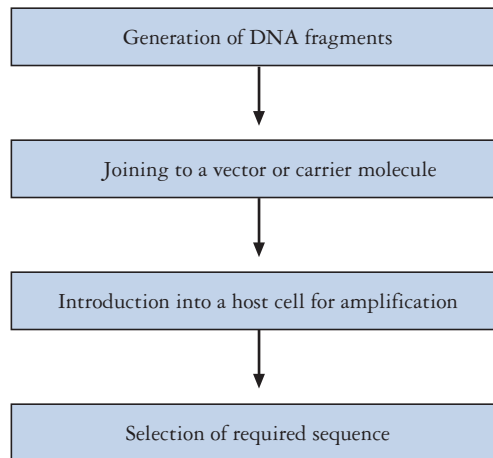 Generation of DNA fragments
Joining to a vector or carrier molecule
Introduction into a host cell for amplification
Selection of required sequence